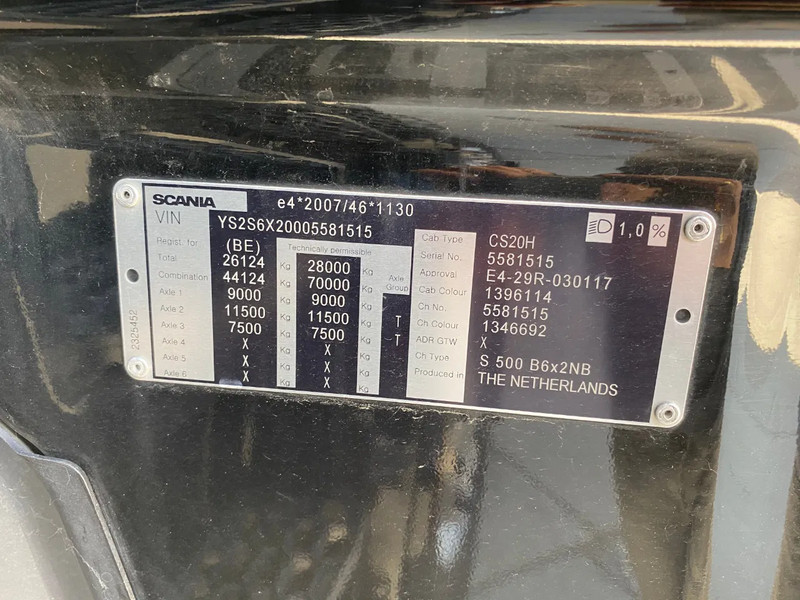 SCANIA e4*2007/46*1130
VIN YS2S6X20005581515
1,0 %
Regist. for (BE) Technically permissible
Total 26124 Kg 28000 Kg
Combination 44124 Kg 70000 Kg Axle Group
Axle 1 9000 Kg 9000 Kg
Axle 2 11500 Kg 11500 Kg T
Axle 3 7500 Kg 7500 Kg T
Axle 4 X Kg X Kg
Axle 5 X Kg X Kg
Axle 6 X Kg X Kg
Cab Type CS20H
Serial No. 5581515
Approval E4-29R-030117
Cab Colour 1396114
Ch No. 5581515
Ch Colour 1346692
ADR GTW X
Ch Type S 500 B6x2NB
Produced in THE NETHERLANDS
2325452